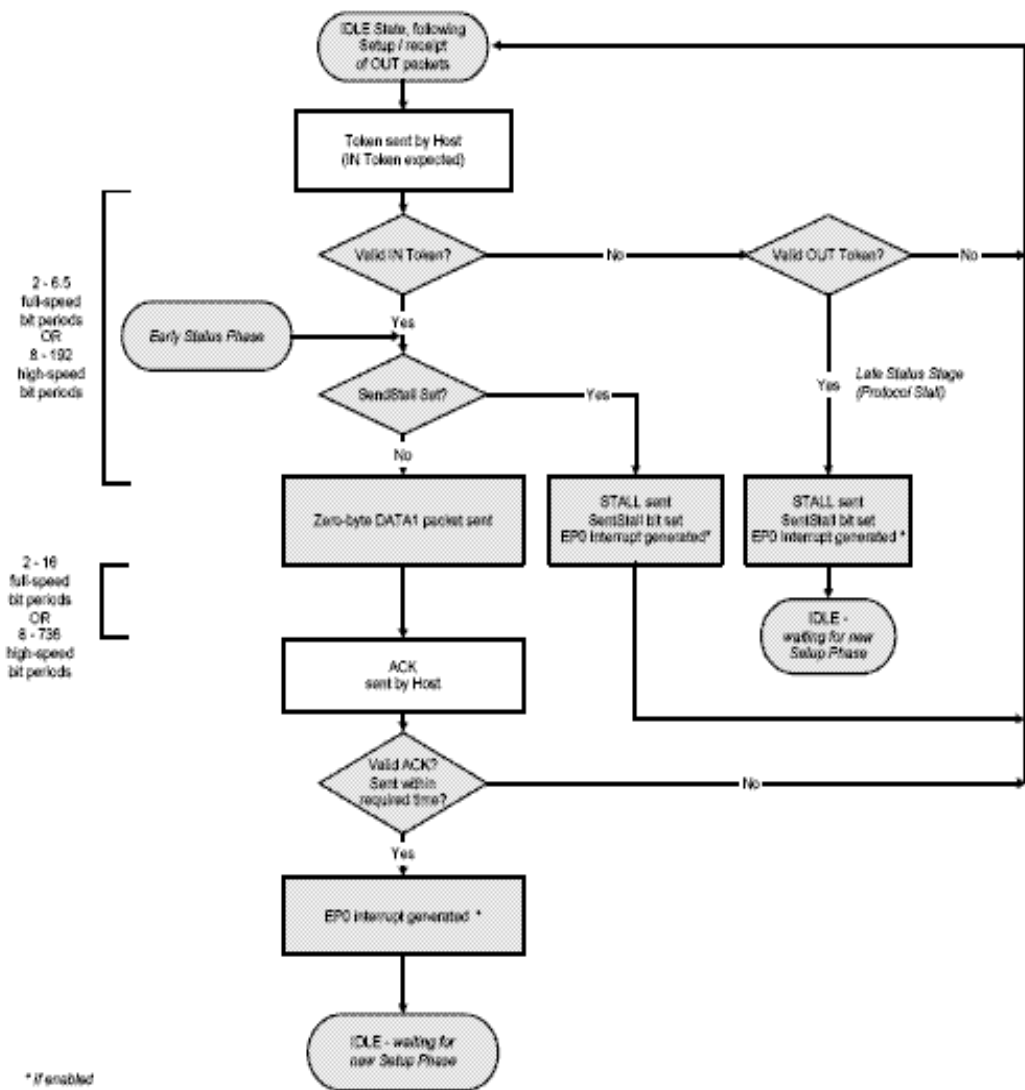 IDLE State, following
Setup / receipt
of OUT packets
Token sent by Host
(IN Token expected)
Valid IN Token?
No
Valid OUT Token?
No
2 - 6.5
full-speed
bit periods
OR
8 - 192
high-speed
bit periods
Yes
Early Status Phase
SendStall Set?
Yes
Yes
Late Status Stage
(Protocol Stall)
No
Zero-byte DATA1 packet sent
STALL sent
SentStall bit set
EP0 Interrupt generated*
STALL sent
SentStall bit set
EP0 Interrupt generated *
2 - 16
full-speed
bit periods
OR
8 - 736
high-speed
bit periods
IDLE -
waiting for new
Setup Phase
ACK
sent by Host
Valid ACK?
Sent within
required time?
No
Yes
EP0 interrupt generated *
IDLE - waiting for
new Setup Phase
* if enabled